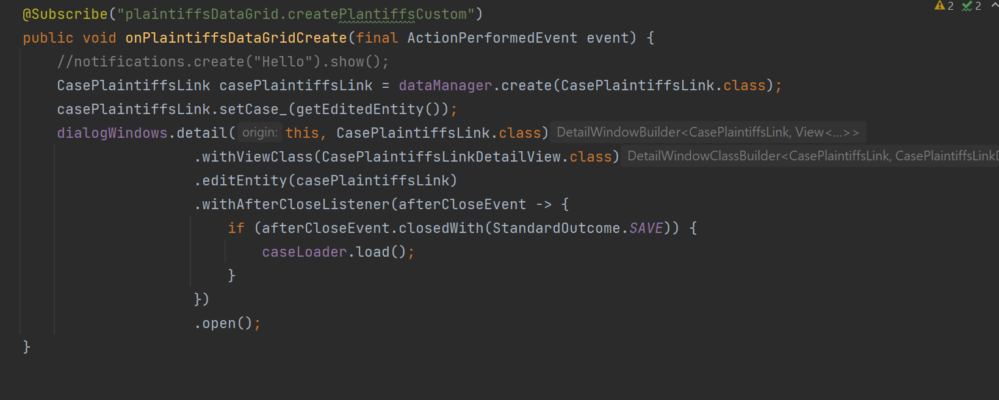 @Subscribe("plaintiffsDataGrid.createPlantiffsCustom")
2 2
public void onPlaintiffsDataGridCreate(final ActionPerformedEvent event) {
//notifications.create("Hello").show();
CasePlaintiffsLink casePlaintiffsLink = dataManager.create(CasePlaintiffsLink.class);
casePlaintiffsLink.setCase_(getEditedEntity());
dialogWindows.detail( origin: this, CasePlaintiffsLink.class) DetailWindowBuilder<CasePlaintiffsLink, View<...>>
.withViewClass(CasePlaintiffsLinkDetailView.class) DetailWindowClassBuilder<CasePlaintiffsLink, CasePlaintiffsLinkD
.editEntity(casePlaintiffsLink)
.withAfterCloseListener(afterCloseEvent -> {
if (afterCloseEvent.closedWith(StandardOutcome.SAVE)) {
caseLoader.load();
}
})
.open();
}